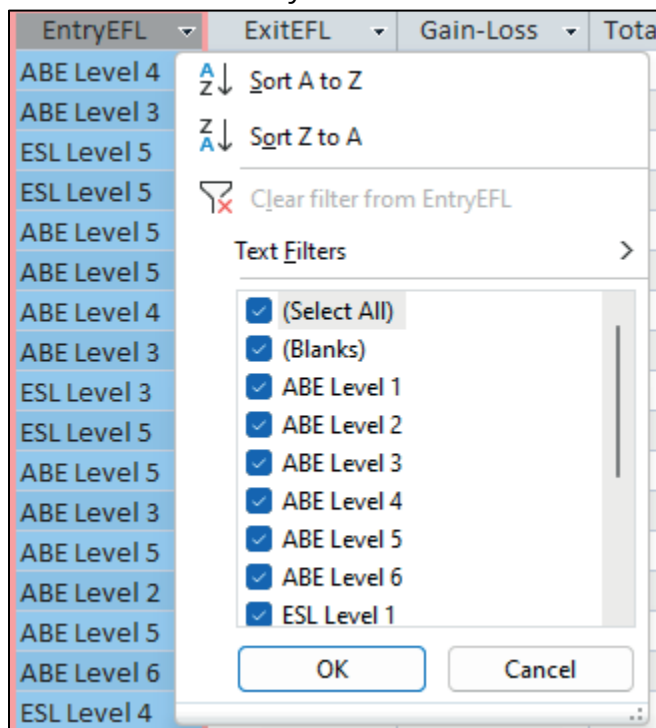 EntryEFL ExitEFL Gain-Loss Tota
ABE Level 4
ABE Level 3
ESL Level 5
ESL Level 5
ABE Level 5
ABE Level 5
ABE Level 4
ABE Level 3
ESL Level 3
ESL Level 5
ABE Level 5
ABE Level 3
ABE Level 5
ABE Level 2
ABE Level 5
ABE Level 6
ESL Level 4
Sort A to Z
Sort Z to A
Clear filter from EntryEFL
Text Filters
(Select All)
(Blanks)
ABE Level 1
ABE Level 2
ABE Level 3
ABE Level 4
ABE Level 5
ABE Level 6
ESL Level 1
OK Cancel